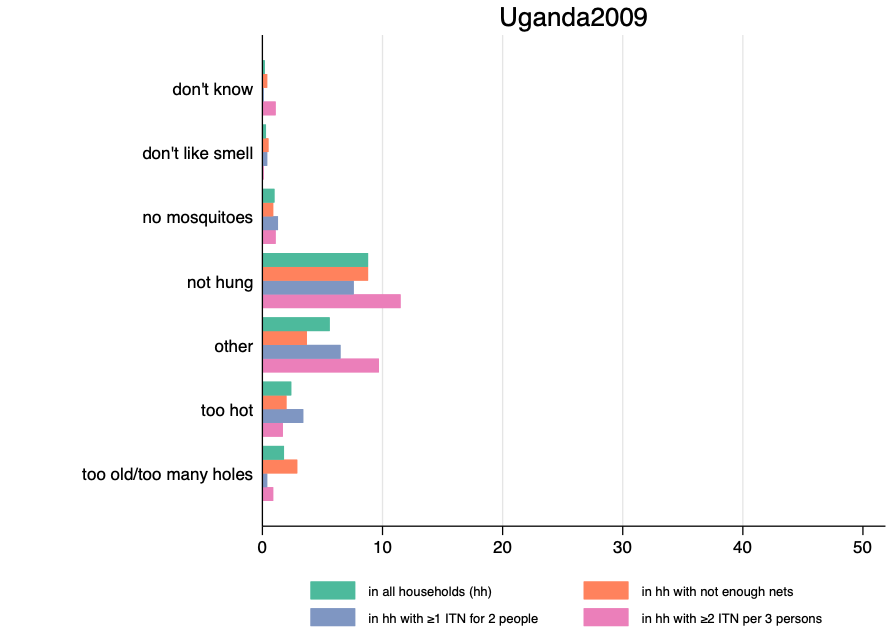 Uganda2009
don't know
don't like smell
no mosquitoes
not hung
other
too hot
too old/too many holes
0 10 20 30 40 50
in all households (hh) in hh with not enough nets
in hh with ≥1 ITN for 2 people in hh with ≥2 ITN per 3 persons